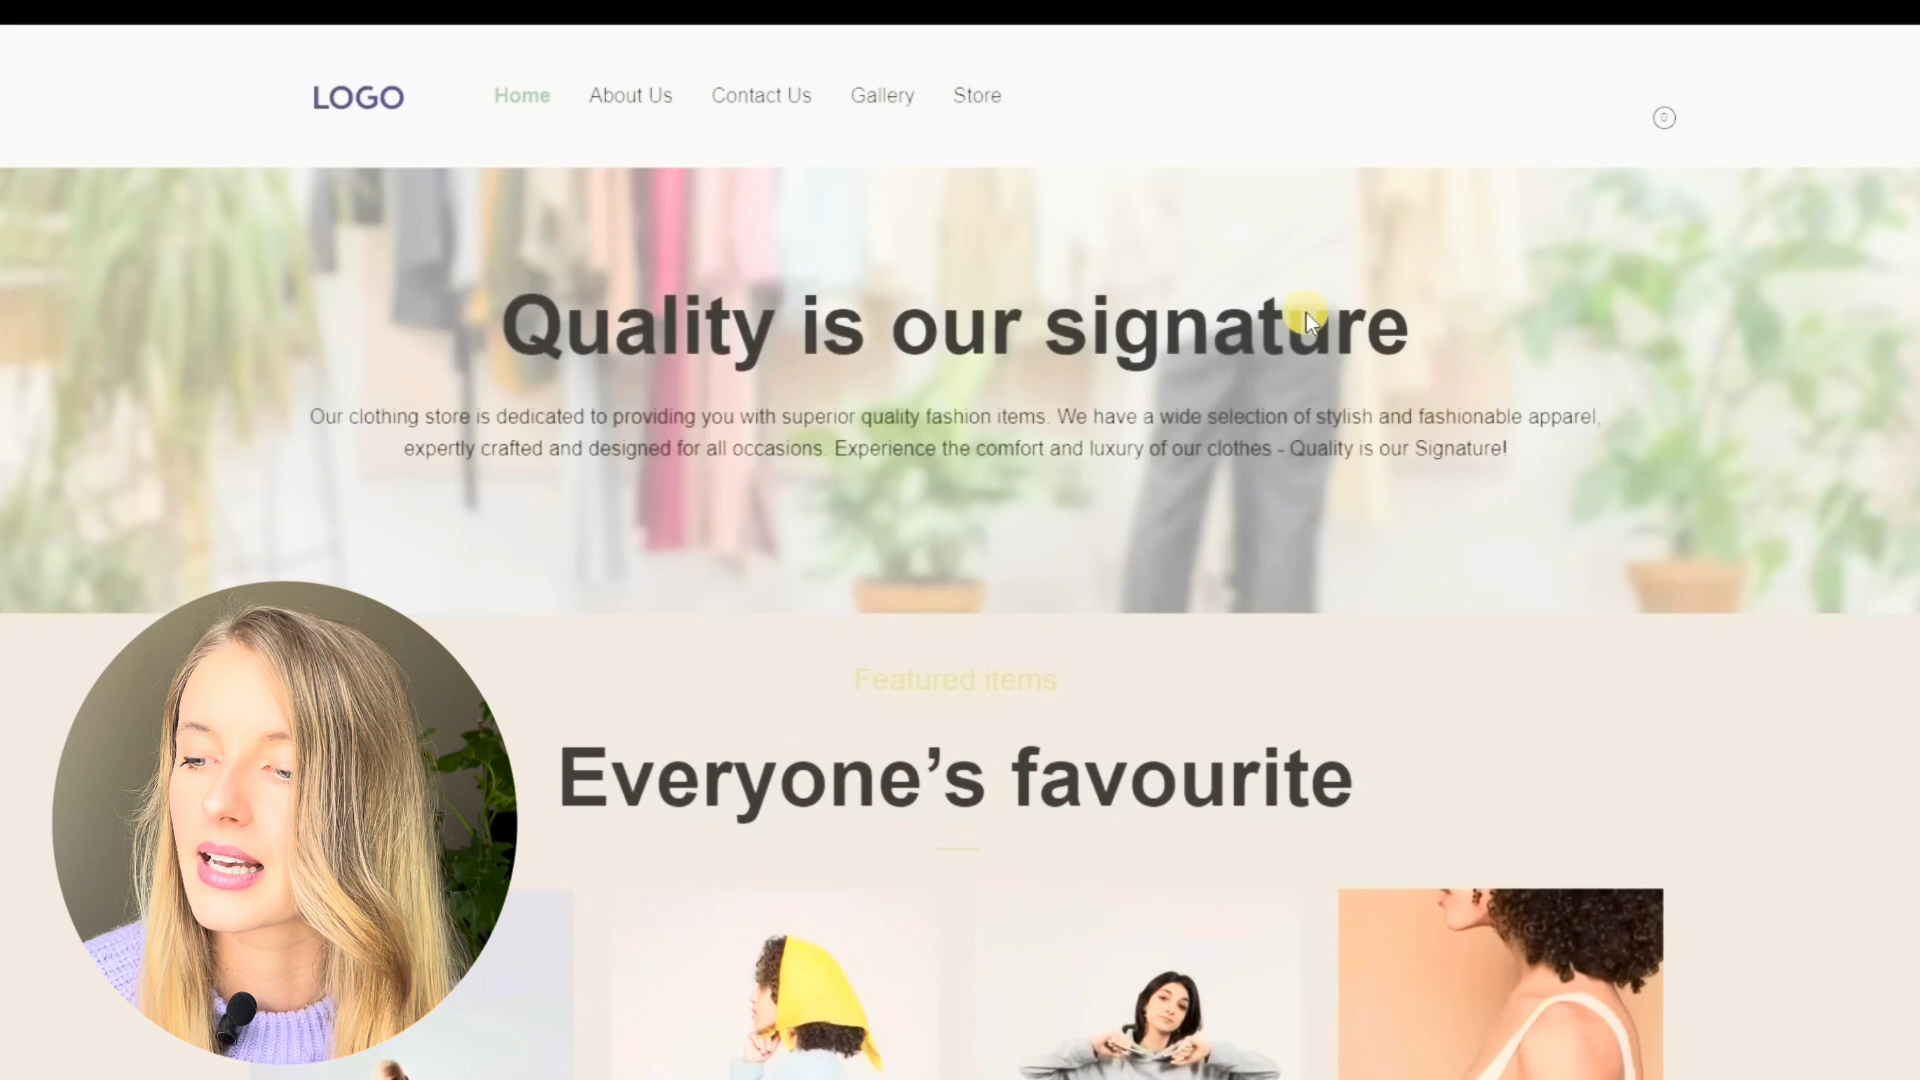 LOGO
Home
About Us
Contact Us
Gallery
Store
0
Quality is our signature
Our clothing store is dedicated to providing you with superior quality fashion items. We have a wide selection of stylish and fashionable apparel,
expertly crafted and designed for all occasions. Experience the comfort and luxury of our clothes - Quality is our Signature!
Featured items
Everyone’s favourite